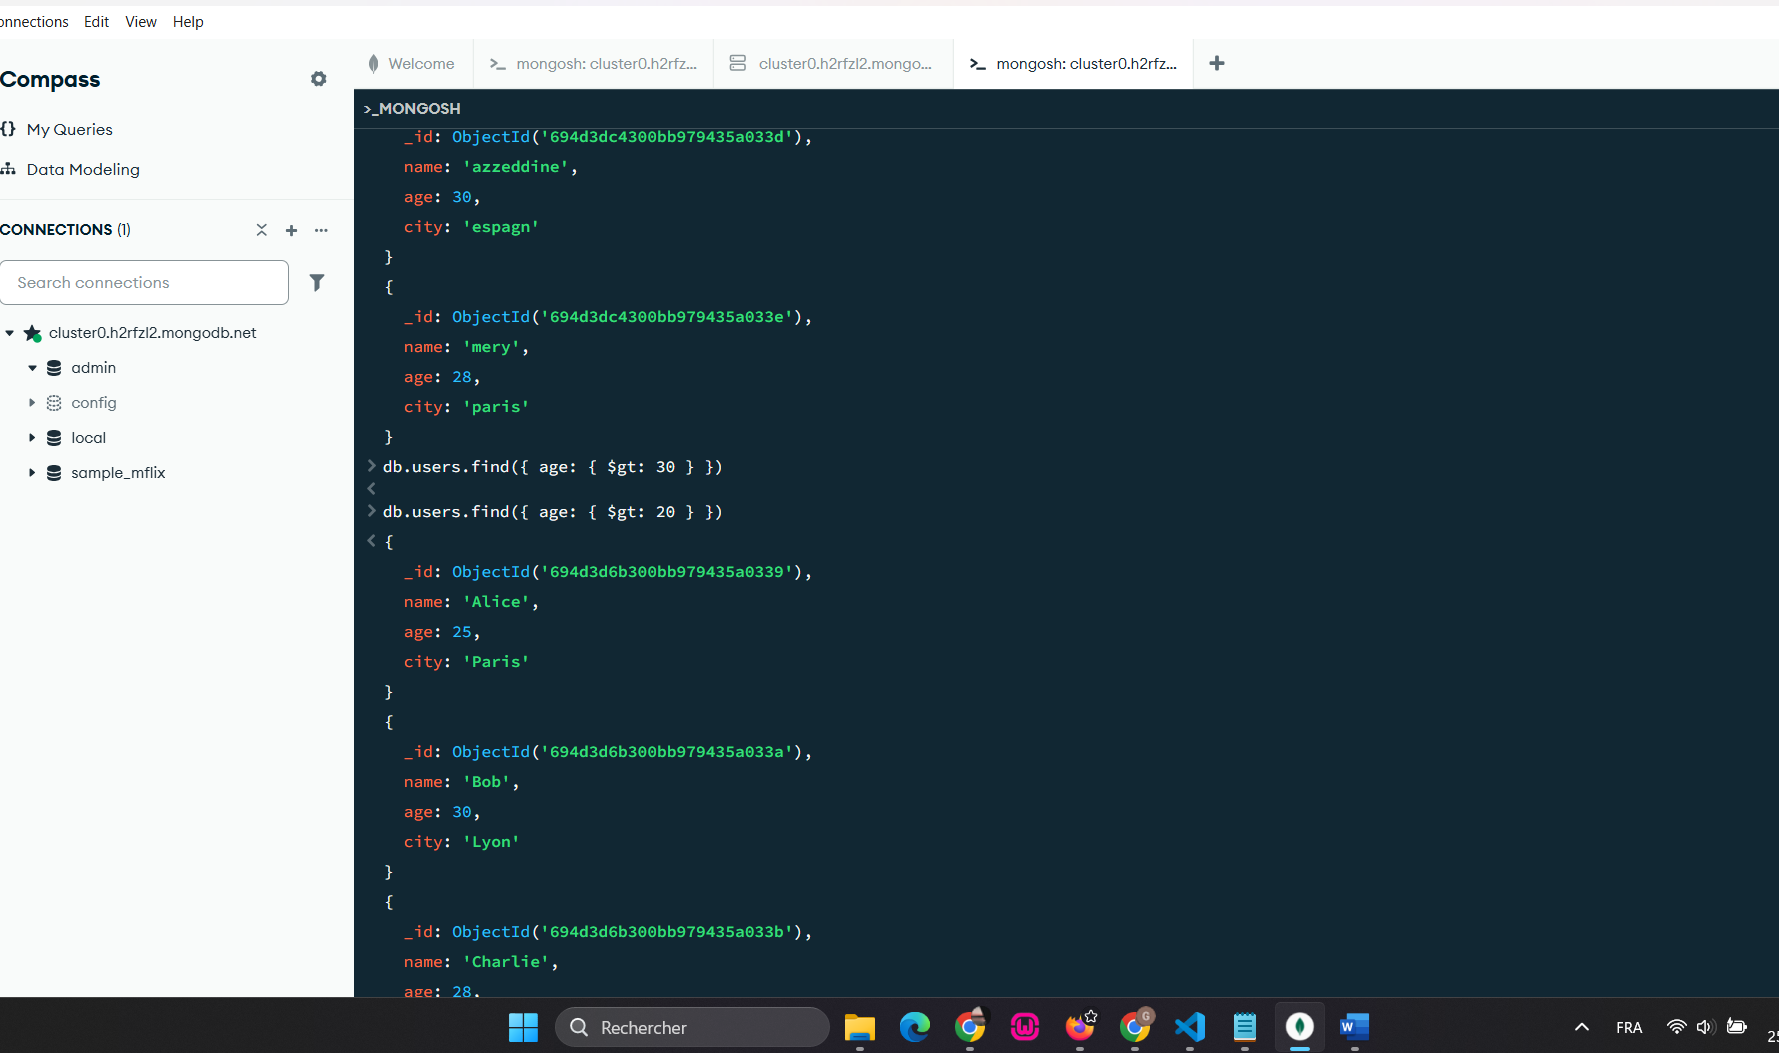 onnections Edit View Help
Compass
My Queries
Data Modeling
CONNECTIONS (1)
Search connections
cluster0.h2rfzl2.mongodb.net
admin
config
local
sample_mflix
Welcome
mongosh: cluster0.h2rfz...
cluster0.h2rfzl2.mongo...
mongosh: cluster0.h2rfz...
>_MONGOSH
_id: ObjectId('694d3dc4300bb979435a033d'),
name: 'azzeddine',
age: 30,
city: 'espagn'
}
{
_id: ObjectId('694d3dc4300bb979435a033e'),
name: 'mery',
age: 28,
city: 'paris'
}
> db.users.find({ age: { $gt: 30 } })
<
> db.users.find({ age: { $gt: 20 } })
< {
_id: ObjectId('694d3d6b300bb979435a0339'),
name: 'Alice',
age: 25,
city: 'Paris'
}
{
_id: ObjectId('694d3d6b300bb979435a033a'),
name: 'Bob',
age: 30,
city: 'Lyon'
}
{
_id: ObjectId('694d3d6b300bb979435a033b'),
name: 'Charlie',
age: 28,
Rechercher
G
W
FRA
25